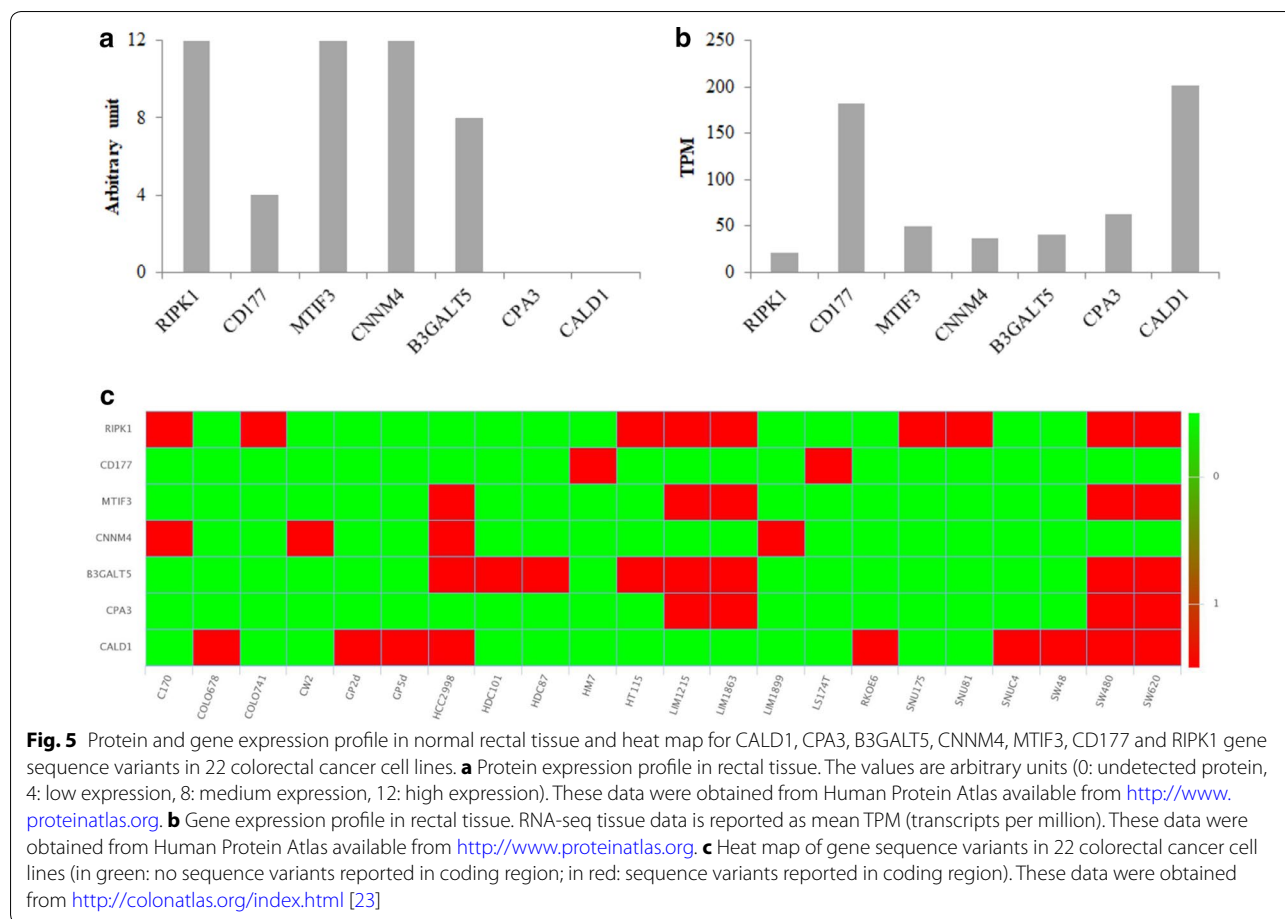 a
12
8
4
0
Arbitrary unit
RIPK1
CD177
MTIF3
CNNM4
B3GALT5
CPA3
CALD1
b
250
200
150
100
50
0
TPM
RIPK1
CD177
MTIF3
CNNM4
B3GALT5
CPA3
CALD1
c
RIPK1
CD177
MTIF3
CNNM4
B3GALT5
CPA3
CALD1
0
1
C170
COLO678
COLO741
CW2
GP2d
GP5d
HCC2998
HDC101
HDC87
HM7
HT115
LIM1215
LIM1863
LIM1899
LS174T
RKOE6
SNU175
SNU81
SNUC4
SW48
SW480
SW620
Fig. 5 Protein and gene expression profile in normal rectal tissue and heat map for CALD1, CPA3, B3GALT5, CNNM4, MTIF3, CD177 and RIPK1 gene
sequence variants in 22 colorectal cancer cell lines. a Protein expression profile in rectal tissue. The values are arbitrary units (0: undetected protein,
4: low expression, 8: medium expression, 12: high expression). These data were obtained from Human Protein Atlas available from http://www.
proteinatlas.org. b Gene expression profile in rectal tissue. RNA-seq tissue data is reported as mean TPM (transcripts per million). These data were
obtained from Human Protein Atlas available from http://www.proteinatlas.org. c Heat map of gene sequence variants in 22 colorectal cancer cell
lines (in green: no sequence variants reported in coding region; in red: sequence variants reported in coding region). These data were obtained
from http://colonatlas.org/index.html [23]